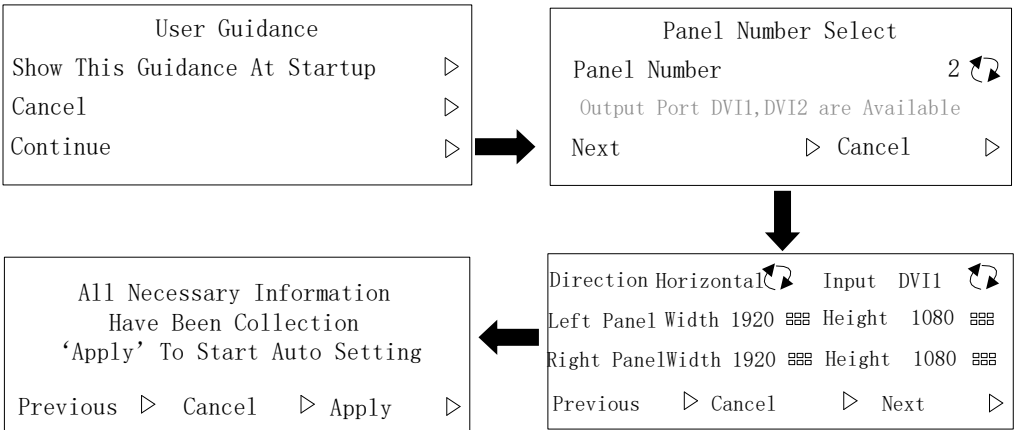 User Guidance
Show This Guidance At Startup
Cancel
Continue
Panel Number Select
Panel Number 2
Output Port DVI1,DVI2 are Available
Next Cancel
Direction Horizontal Input DVI1
Left Panel Width 1920 Height 1080
Right PanelWidth 1920 Height 1080
Previous Cancel Next
All Necessary Information
Have Been Collection
‘Apply’ To Start Auto Setting
Previous Cancel Apply